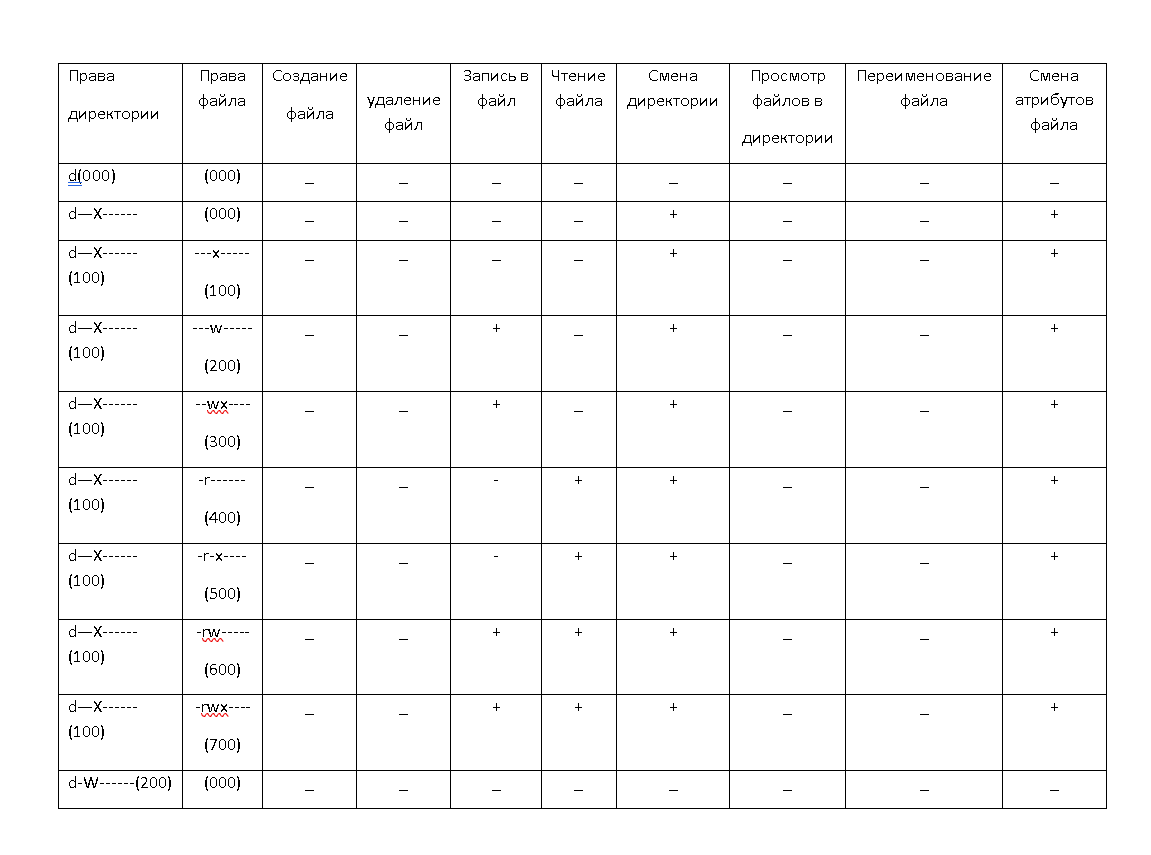 Права директории | Права файла | Создание файла | удаление файл | Запись в файл | Чтение файла | Смена директории | Просмотр файлов в директории | Переименование файла | Смена атрибутов файла
d(000) | (000) | _ | _ | _ | _ | _ | _ | _ | _
d—X------ | (000) | _ | _ | _ | _ | + | _ | _ | +
d—X------ (100) | ---x----- (100) | _ | _ | _ | _ | + | _ | _ | +
d—X------ (100) | ---w----- (200) | _ | _ | + | _ | + | _ | _ | +
d—X------ (100) | --wx---- (300) | _ | _ | + | _ | + | _ | _ | +
d—X------ (100) | -r------ (400) | _ | _ | - | + | + | _ | _ | +
d—X------ (100) | -r-x---- (500) | _ | _ | - | + | + | _ | _ | +
d—X------ (100) | -rw----- (600) | _ | _ | + | + | + | _ | _ | +
d—X------ (100) | -rwx---- (700) | _ | _ | + | + | + | _ | _ | +
d-W------(200) | (000) | _ | _ | _ | _ | _ | _ | _ | _